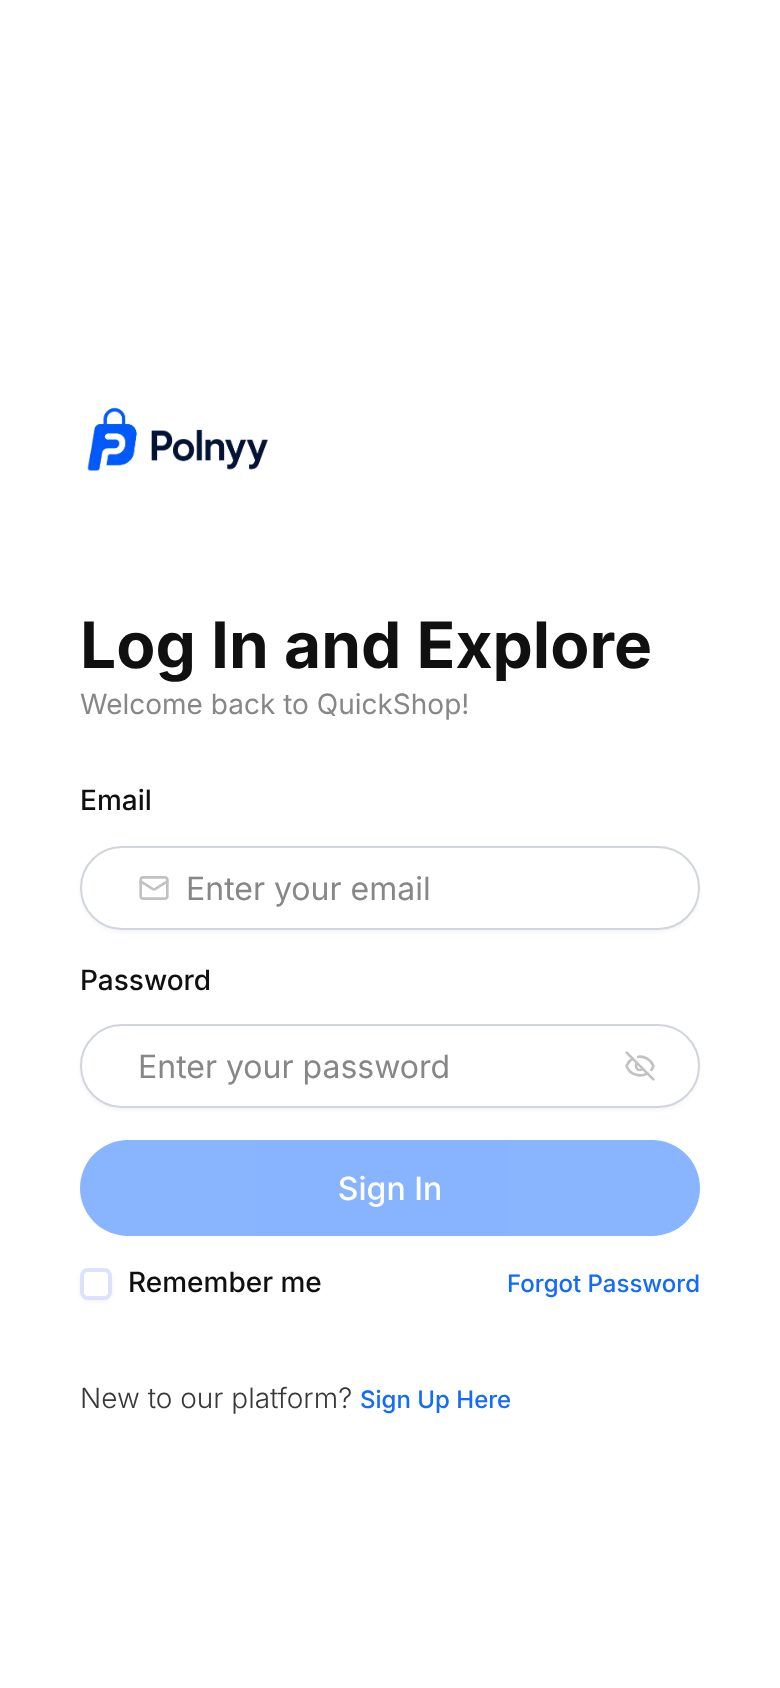 Polnyy
Log In and Explore
Welcome back to QuickShop!
Email
Enter your email
Password
Enter your password
Sign In
Remember me
Forgot Password
New to our platform? Sign Up Here